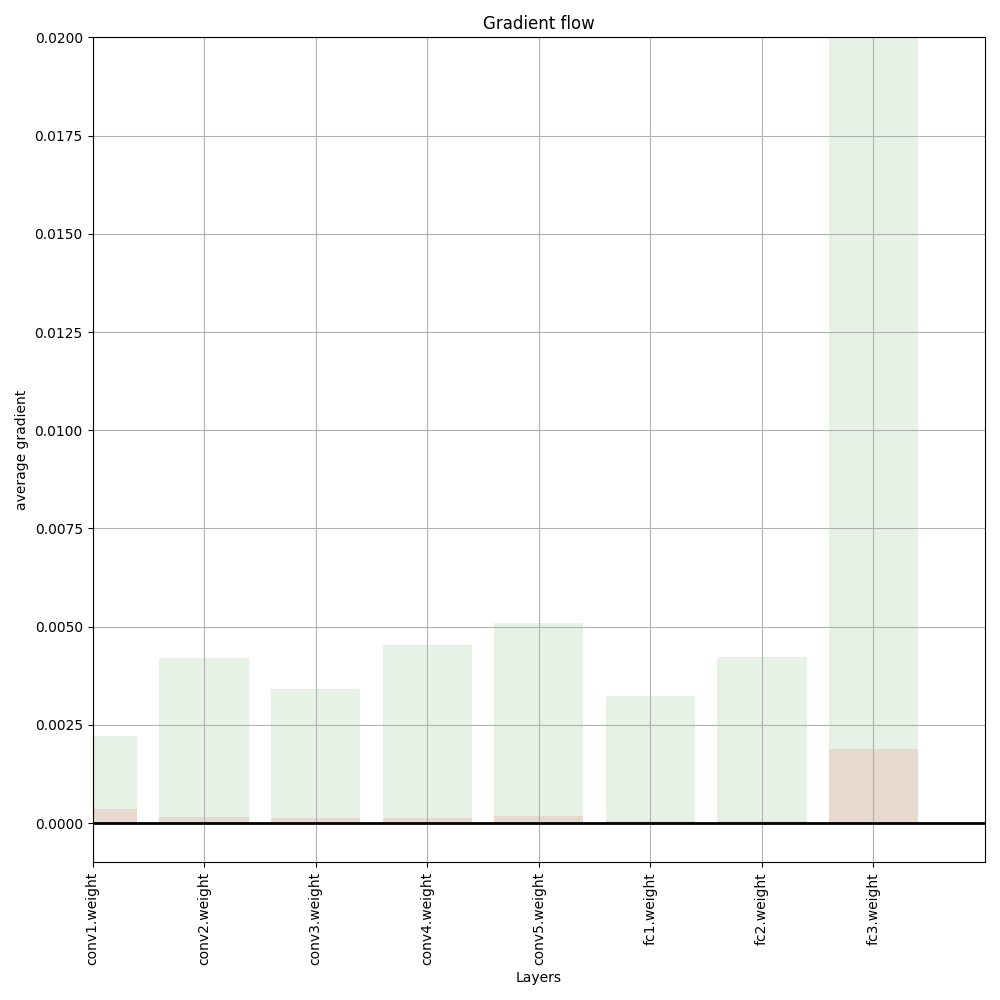 Gradient flow
0.0200
0.0175
0.0150
0.0125
0.0100
0.0075
0.0050
0.0025
0.0000
average gradient
conv1.weight
conv2.weight
conv3.weight
conv4.weight
conv5.weight
fc1.weight
fc2.weight
fc3.weight
Layers